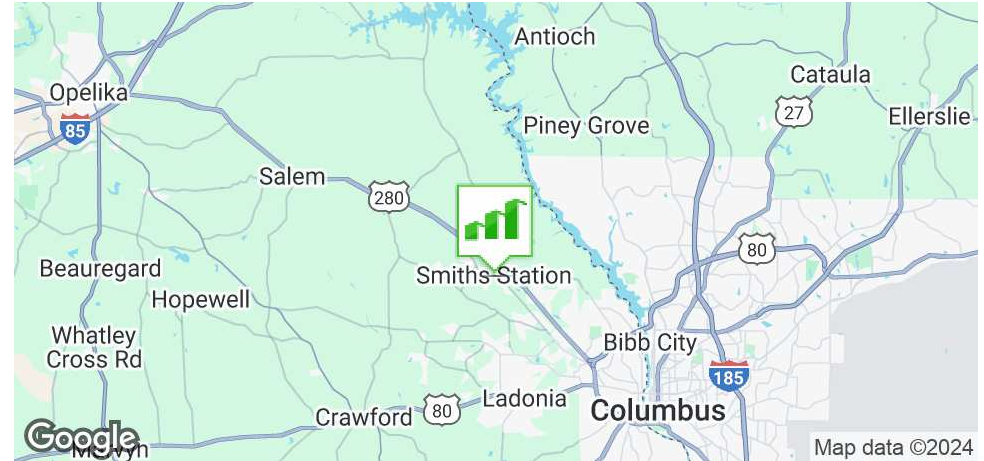 Antioch
Cataula
Opelika
27
Ellerslie
85
Piney Grove
Salem
280
80
Beauregard
Smiths Station
Hopewell
Whatley
Cross Rd
Bibb City
185
Ladonia
80
Crawford
Columbus
Google
Map data ©2024